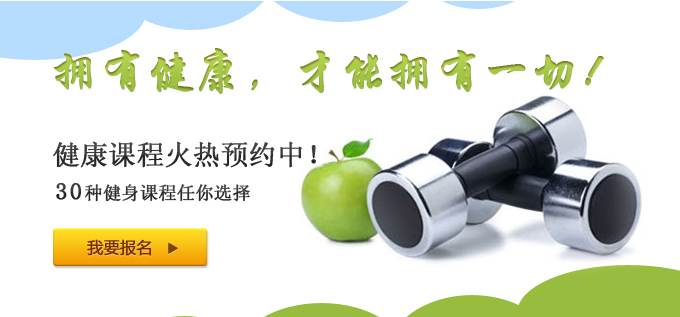 拥有健康，才能拥有一切！
健康课程火热预约中！
30种健身课程任你选择
我要报名